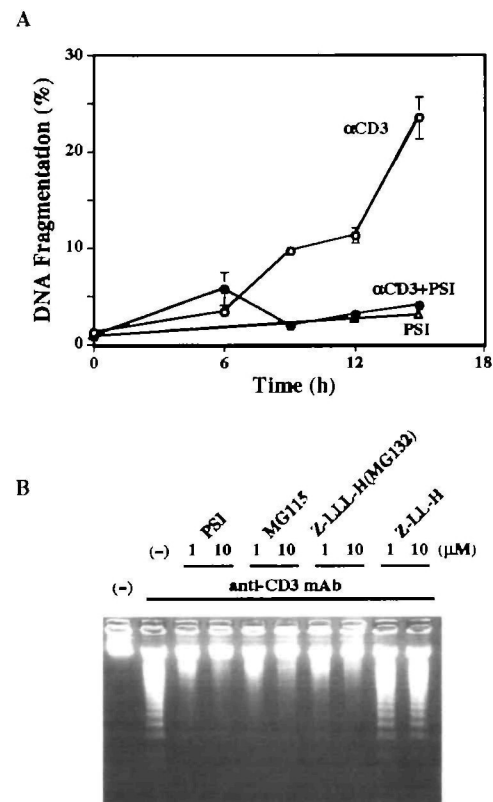 A
30
20
10
0
DNA Fragmentation (%)
αCD3
αCD3+PSI
PSI
0 6 12 18
Time (h)
B
PSI MG115 Z-LLL-H(MG132) Z-LL-H
(-) 1 10 1 10 1 10 1 10 (μM)
(-) anti-CD3 mAb